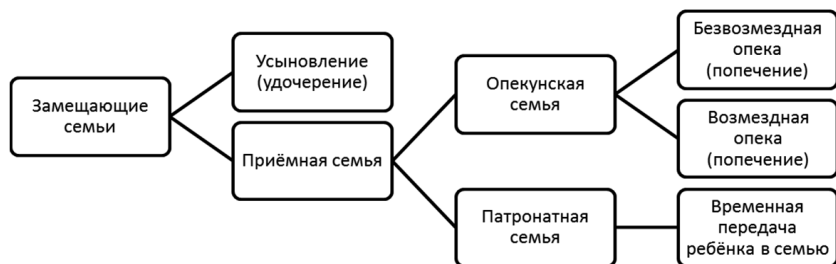 Замещающие
семьи
Усыновление
(удочерение)
Приёмная семья
Опекунская
семья
Патронатная
семья
Безвозмездная
опека
(попечение)
Возмездная
опека
(попечение)
Временная
передача
ребёнка в семью